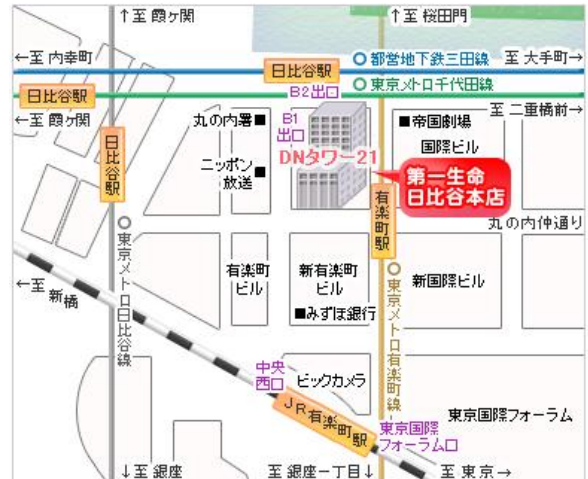 ↑至 霞ヶ関
↑至 桜田門
←至 内幸町
○都営地下鉄三田線
至 大手町→
日比谷駅
○東京メトロ千代田線
日比谷駅
B2出口
←至 霞ヶ関
至 二重橋前→
丸の内署■
B1
出口
■帝国劇場
国際ビル
日比谷駅
DNタワー21
ニッポン
放送■
第一生命
日比谷本店
有楽町駅
丸の内仲通り
○東京メトロ日比谷線
有楽町
ビル
新有楽町
ビル
○東京メトロ有楽町線
新国際ビル
←至 新橋
■みずほ銀行
中央
西口
ビックカメラ
JR有楽町駅
東京国際
フォーラム口
東京国際フォーラム
↓至 銀座
至 銀座一丁目↓
至 東京→